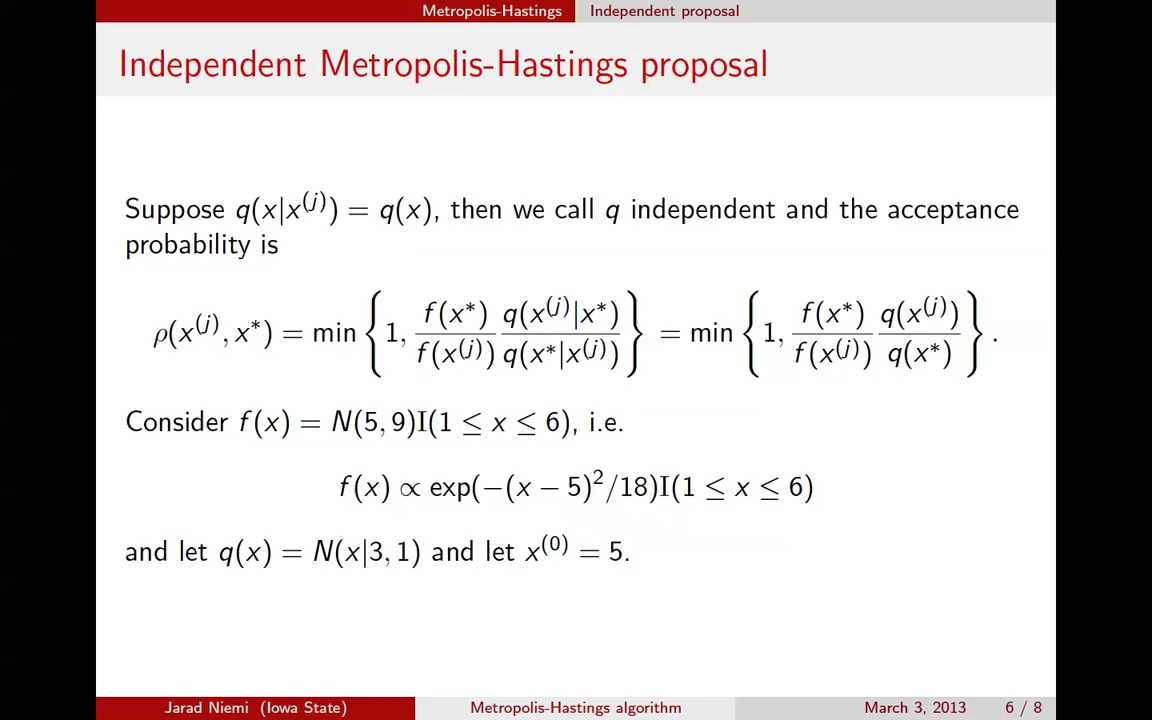 Metropolis-Hastings Independent proposal
Independent Metropolis-Hastings proposal
Suppose q(x|x^(j)) = q(x), then we call q independent and the acceptance
probability is
ρ(x^(j), x*) = min { 1, f(x*)/f(x^(j)) q(x^(j)|x*)/q(x*|x^(j)) } = min { 1, f(x*)/f(x^(j)) q(x^(j))/q(x*) } .
Consider f(x) = N(5, 9)I(1 ≤ x ≤ 6), i.e.
f(x) ∝ exp(−(x − 5)²/18)I(1 ≤ x ≤ 6)
and let q(x) = N(x|3, 1) and let x^(0) = 5.
Jarad Niemi (Iowa State) Metropolis-Hastings algorithm March 3, 2013 6 / 8